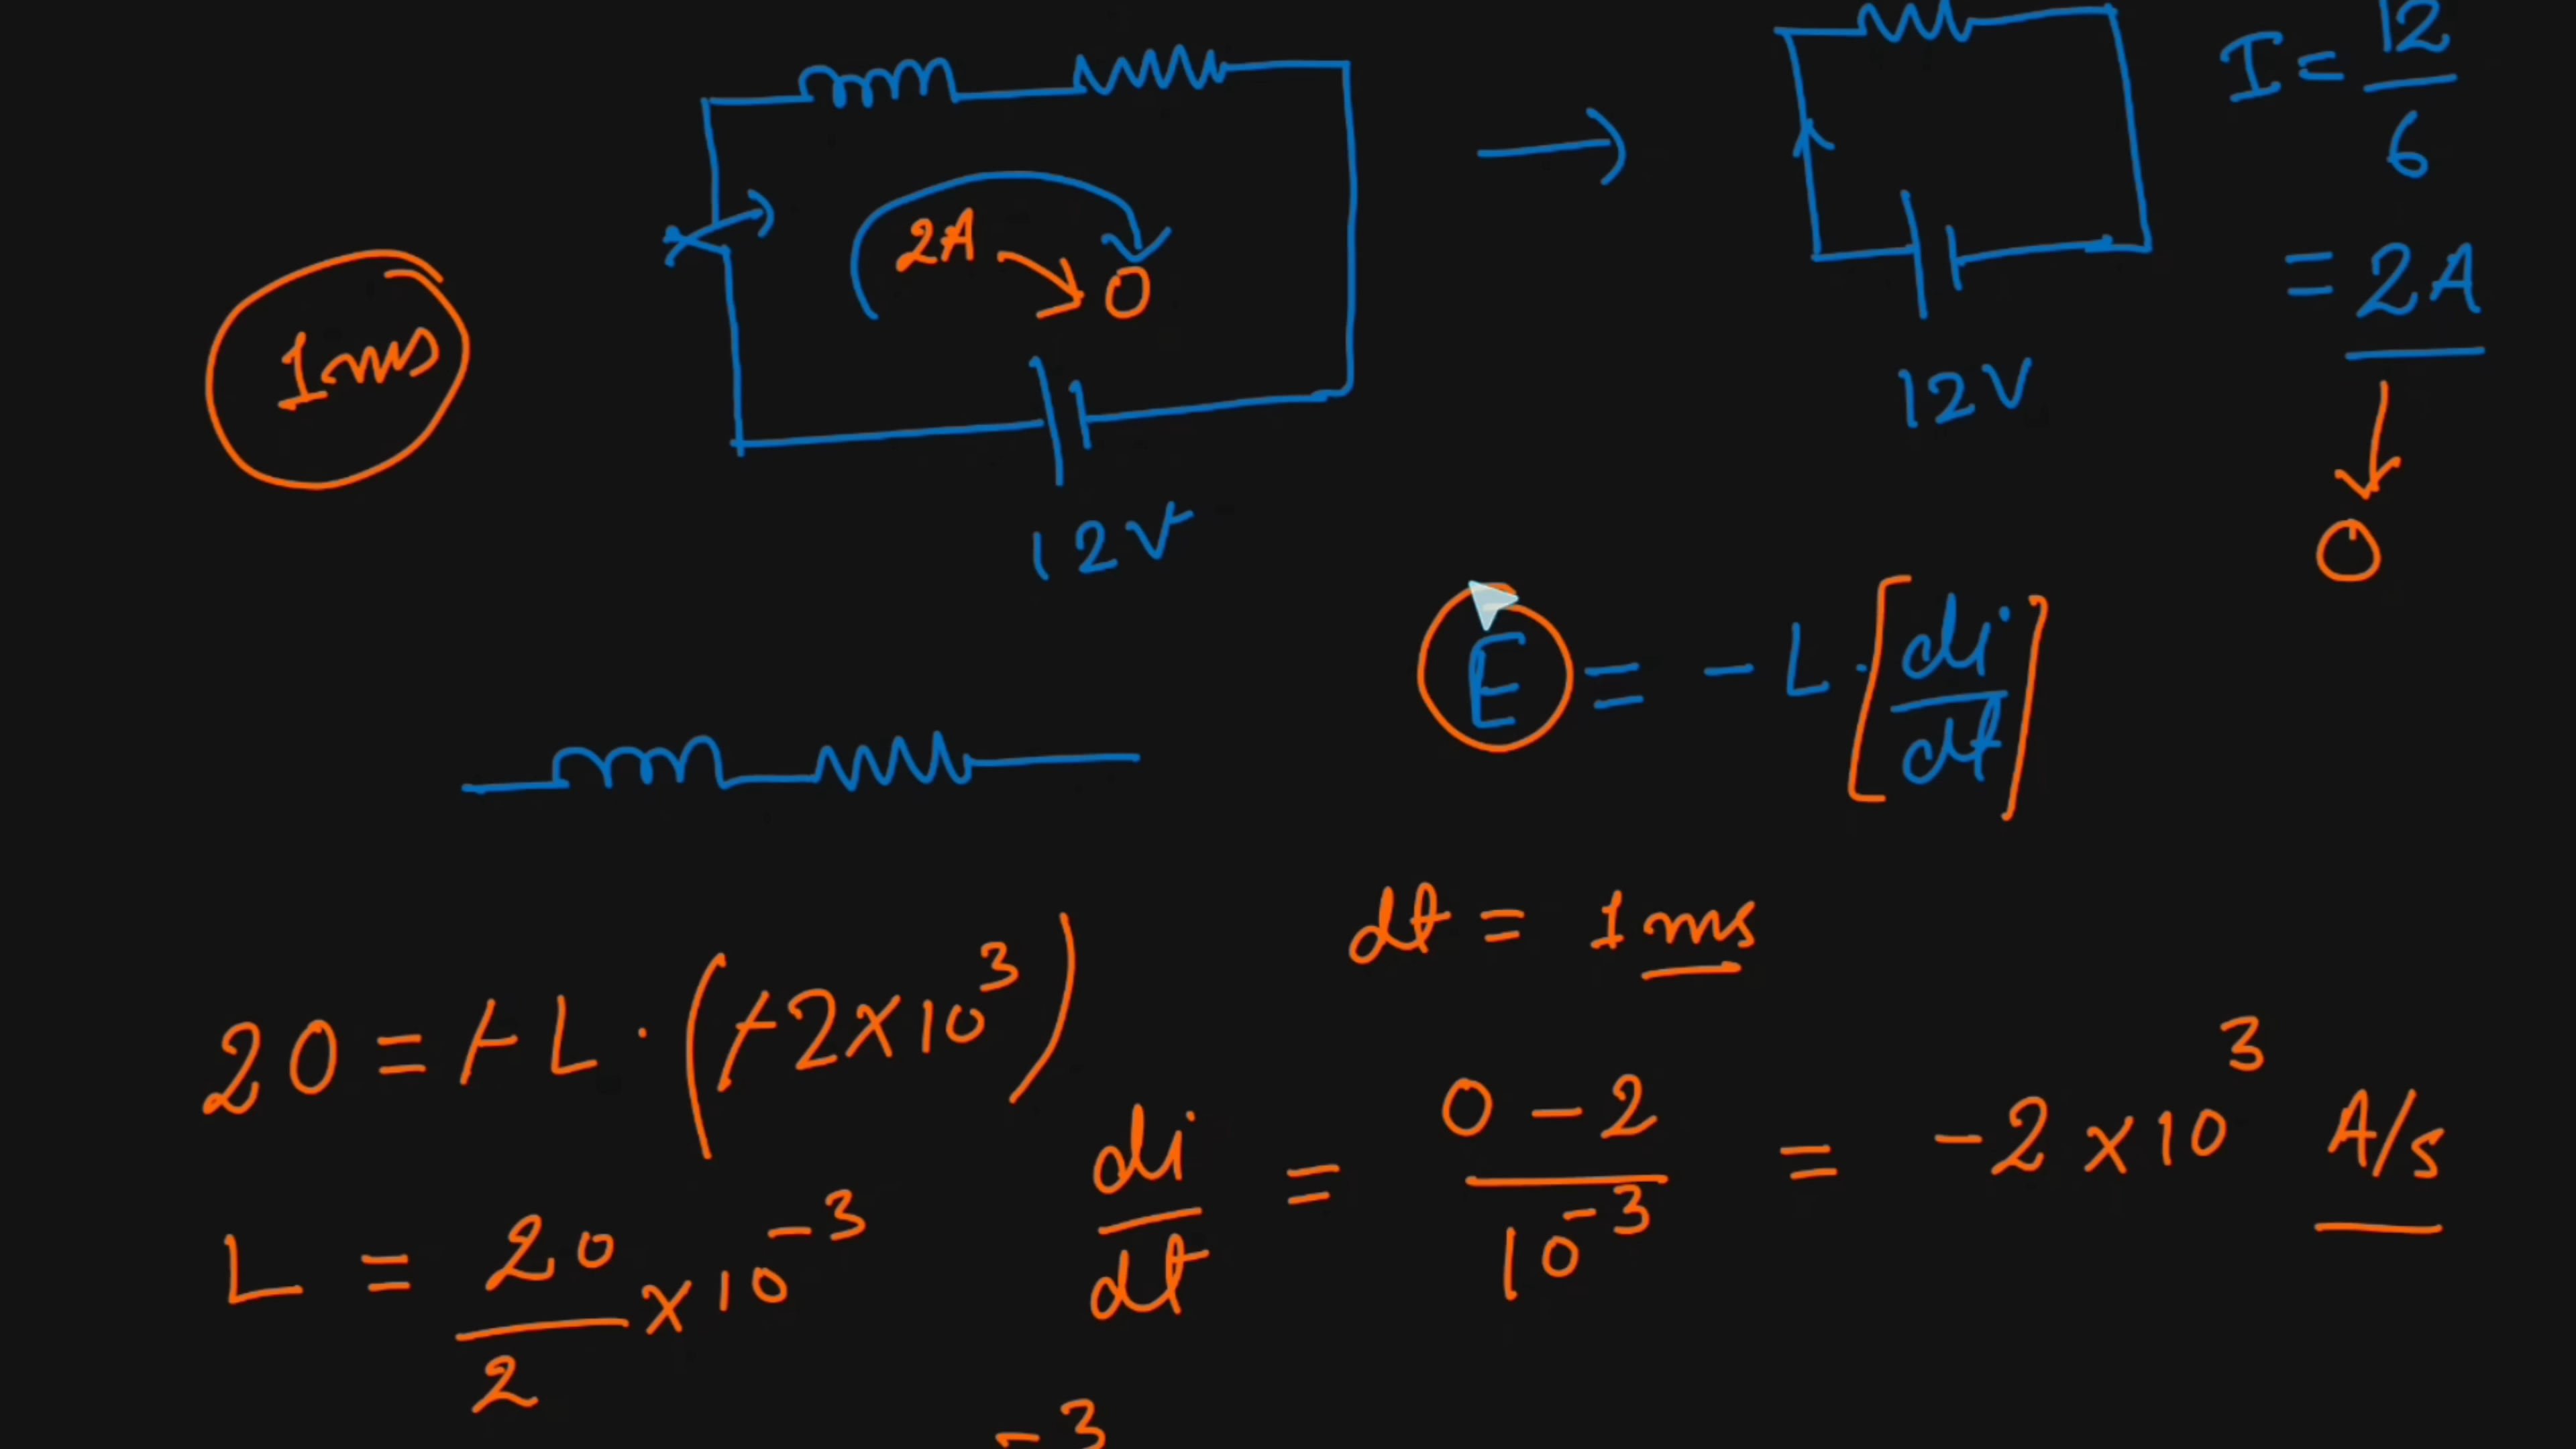 I = 12/6
= 2A
0
2A → 0
1ms
12V
12V
E = - L · [di/dt]
dt = 1ms
20 = -L · (-2×10^3)
di/dt = (0 - 2)/10^-3 = -2 × 10^3 A/s
L = 20/2 × 10^-3
-3